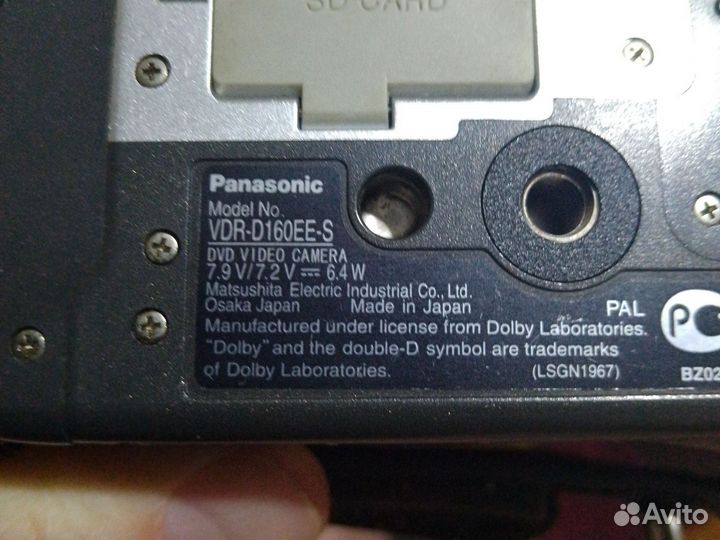 SD CARD
Panasonic
Model No.
VDR-D160EE-S
DVD VIDEO CAMERA
7.9 V/7.2 V ⎓ 6.4 W
Matsushita Electric Industrial Co., Ltd.
Osaka Japan Made in Japan PAL
Manufactured under license from Dolby Laboratories.
"Dolby" and the double-D symbol are trademarks
of Dolby Laboratories. (LSGN1967)
PC
BZ02
Avito